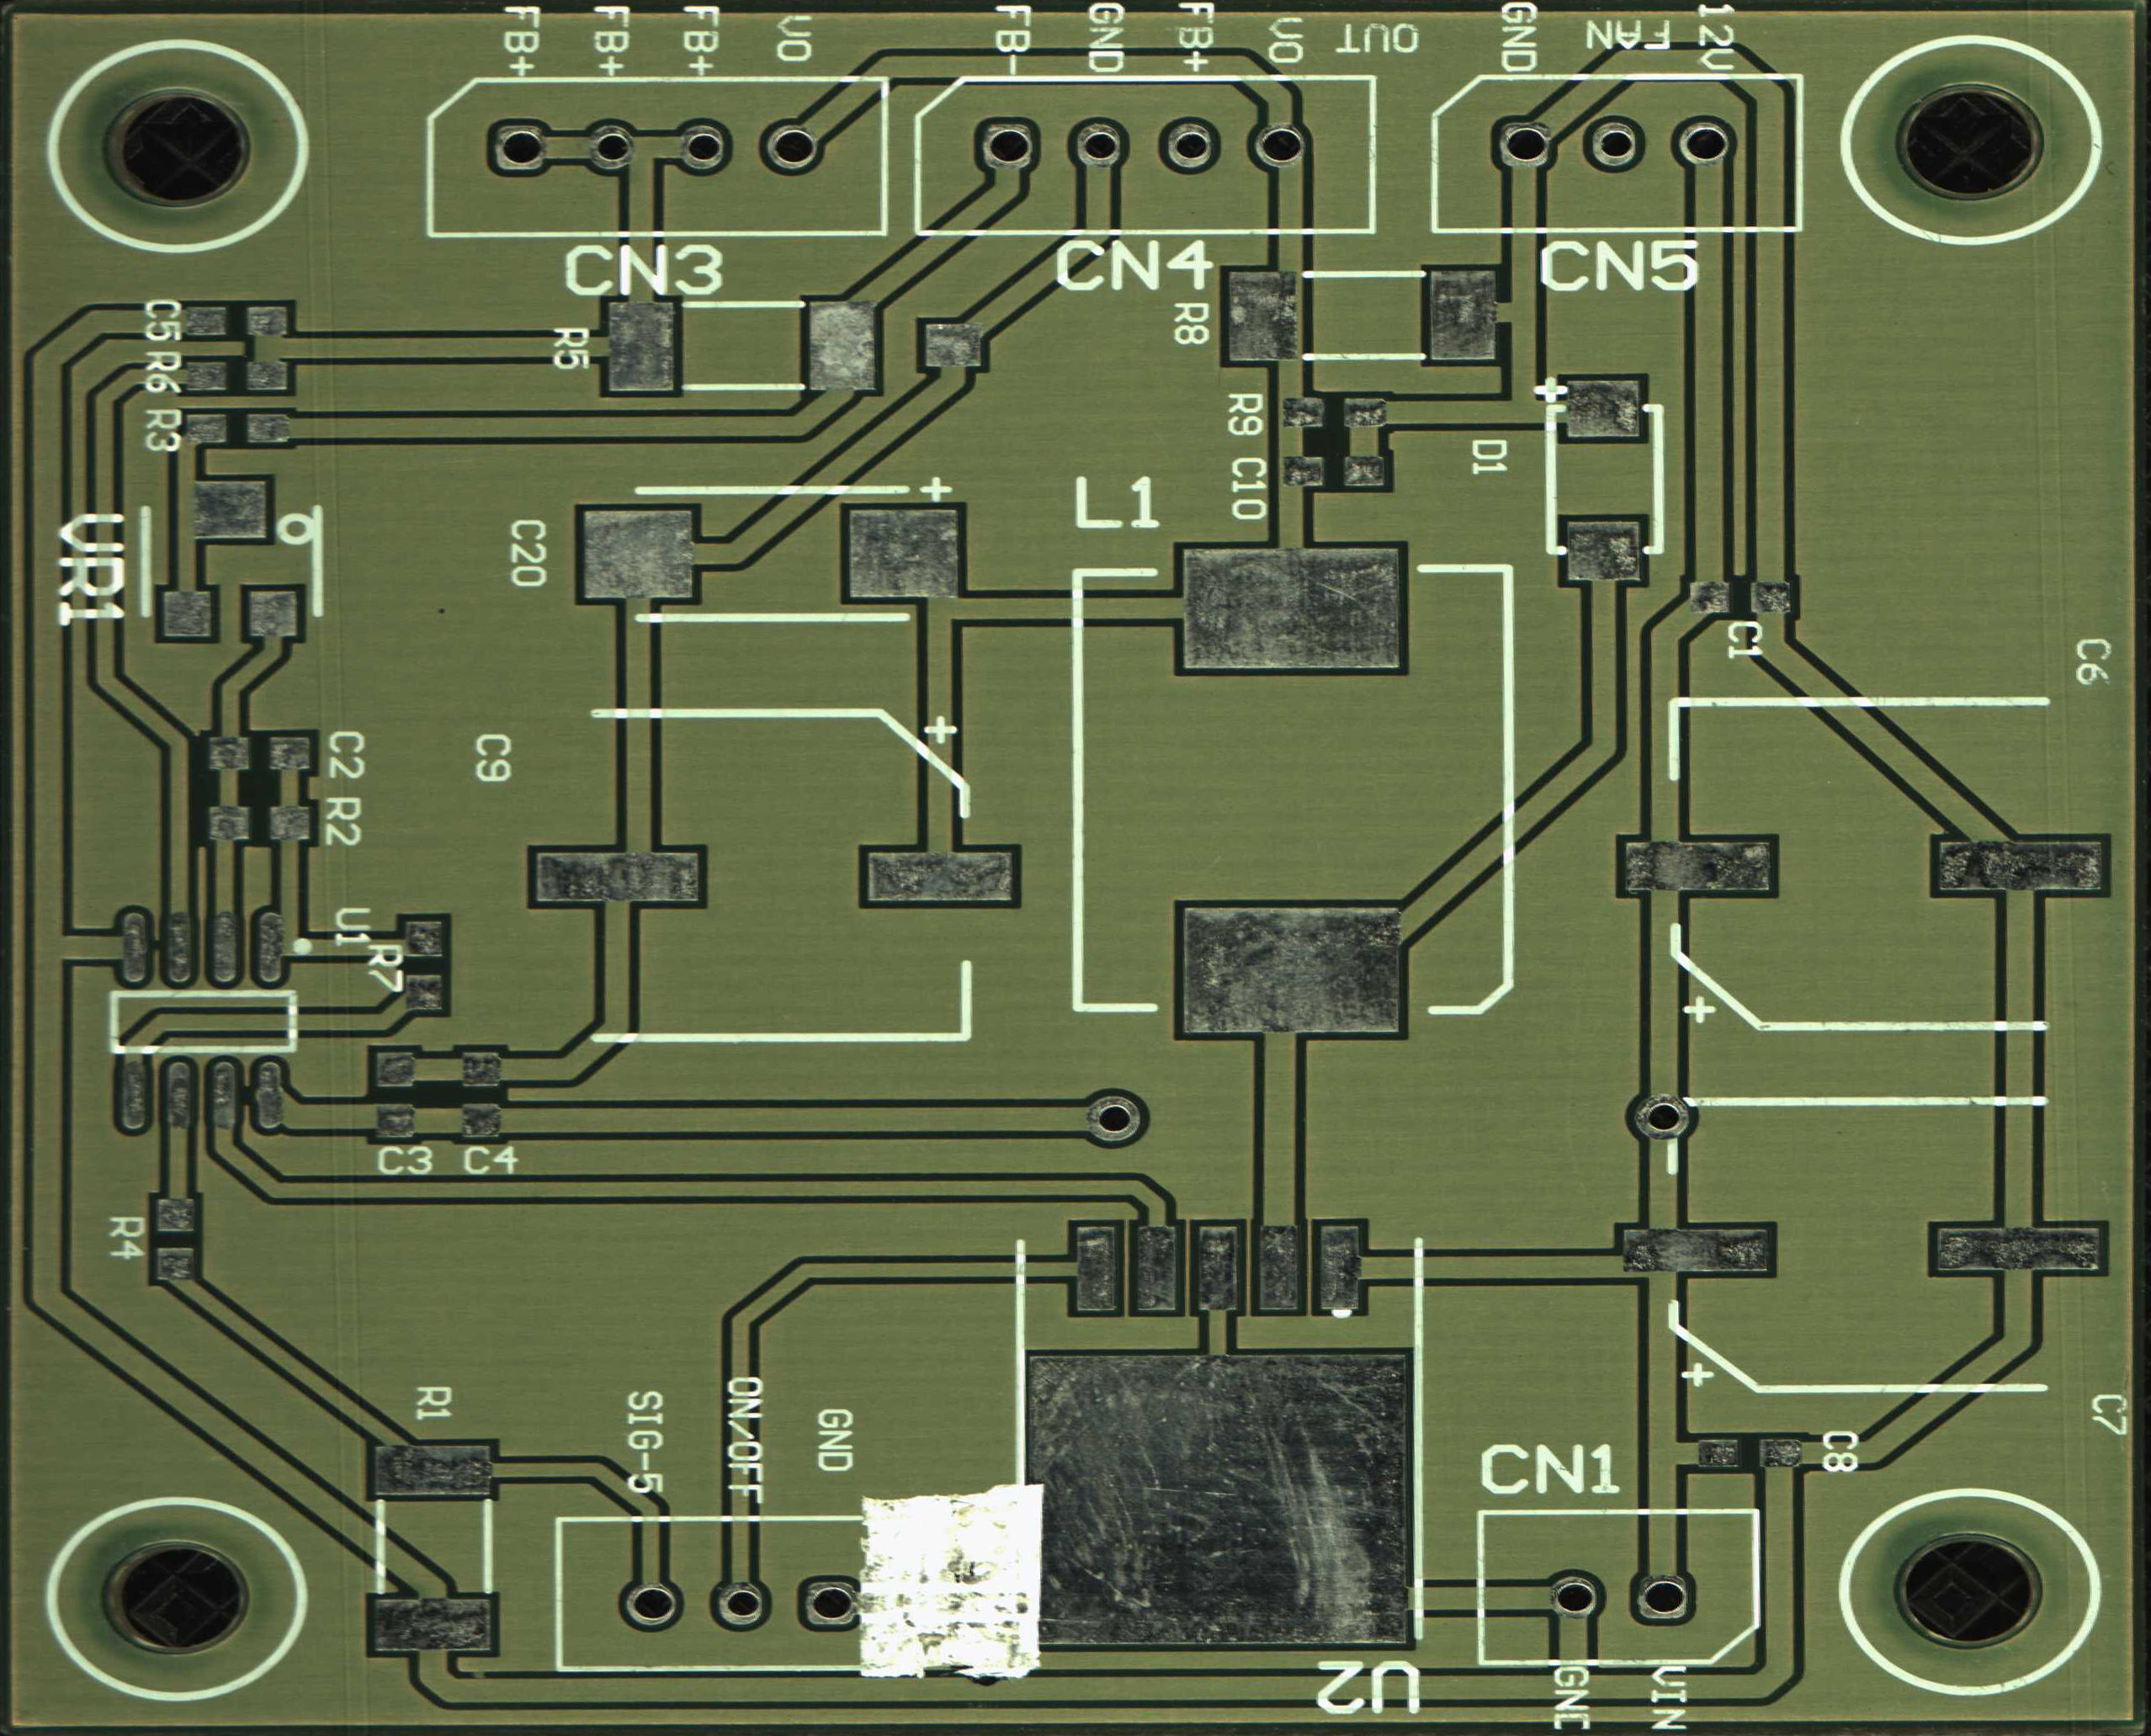 FB+
FB+
FB+
VO
FB-
GND
FB+
VO
OUT
GND
FAN
12V
CN3
CN4
CN5
C5
R6
R3
R5
R8
R9
C10
D1
L1
VR1
C20
C1
C6
C2
R2
C9
U1
R7
C3
C4
R4
R1
SIG-5
ON/OFF
GND
CN1
C8
C7
U2
GND
VIN